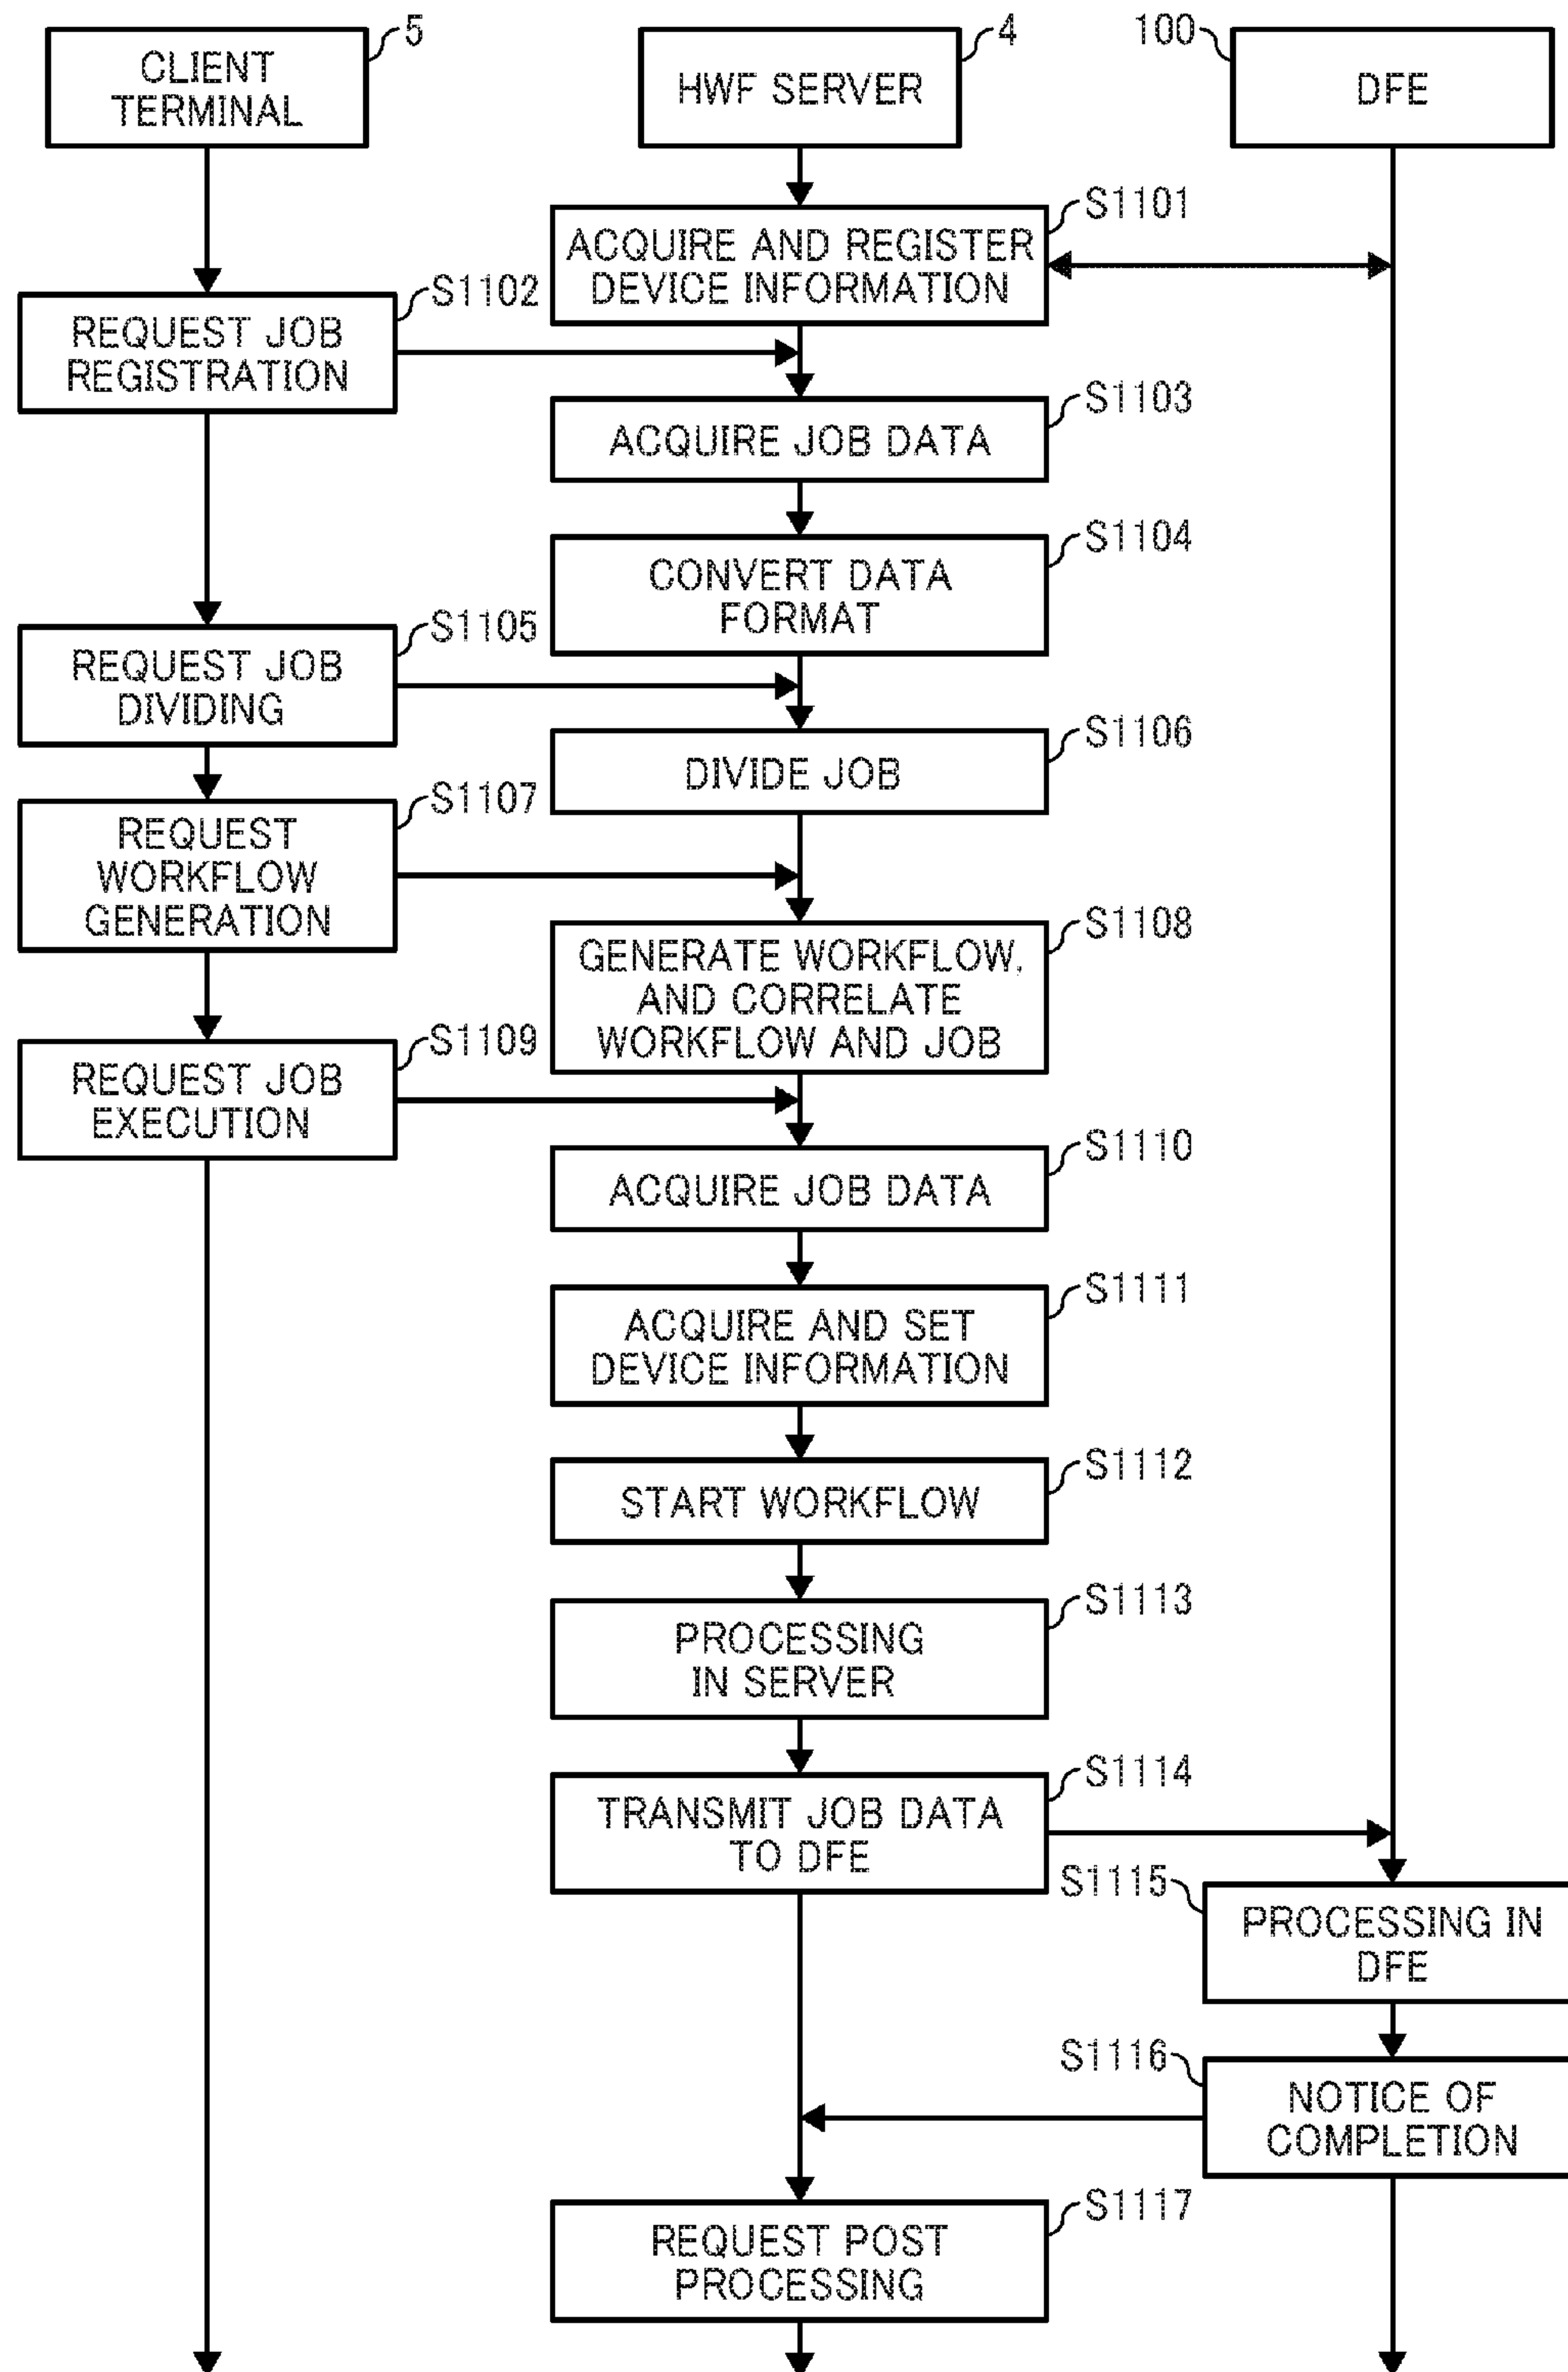 CLIENT
TERMINAL
5
HWF SERVER
4
100
DFE
S1101
ACQUIRE AND REGISTER
DEVICE INFORMATION
S1102
REQUEST JOB
REGISTRATION
S1103
ACQUIRE JOB DATA
S1104
CONVERT DATA
FORMAT
S1105
REQUEST JOB
DIVIDING
S1106
DIVIDE JOB
S1107
REQUEST
WORKFLOW
GENERATION
S1108
GENERATE WORKFLOW,
AND CORRELATE
WORKFLOW AND JOB
S1109
REQUEST JOB
EXECUTION
S1110
ACQUIRE JOB DATA
S1111
ACQUIRE AND SET
DEVICE INFORMATION
S1112
START WORKFLOW
S1113
PROCESSING
IN SERVER
S1114
TRANSMIT JOB DATA
TO DFE
S1115
PROCESSING IN
DFE
S1116
NOTICE OF
COMPLETION
S1117
REQUEST POST
PROCESSING